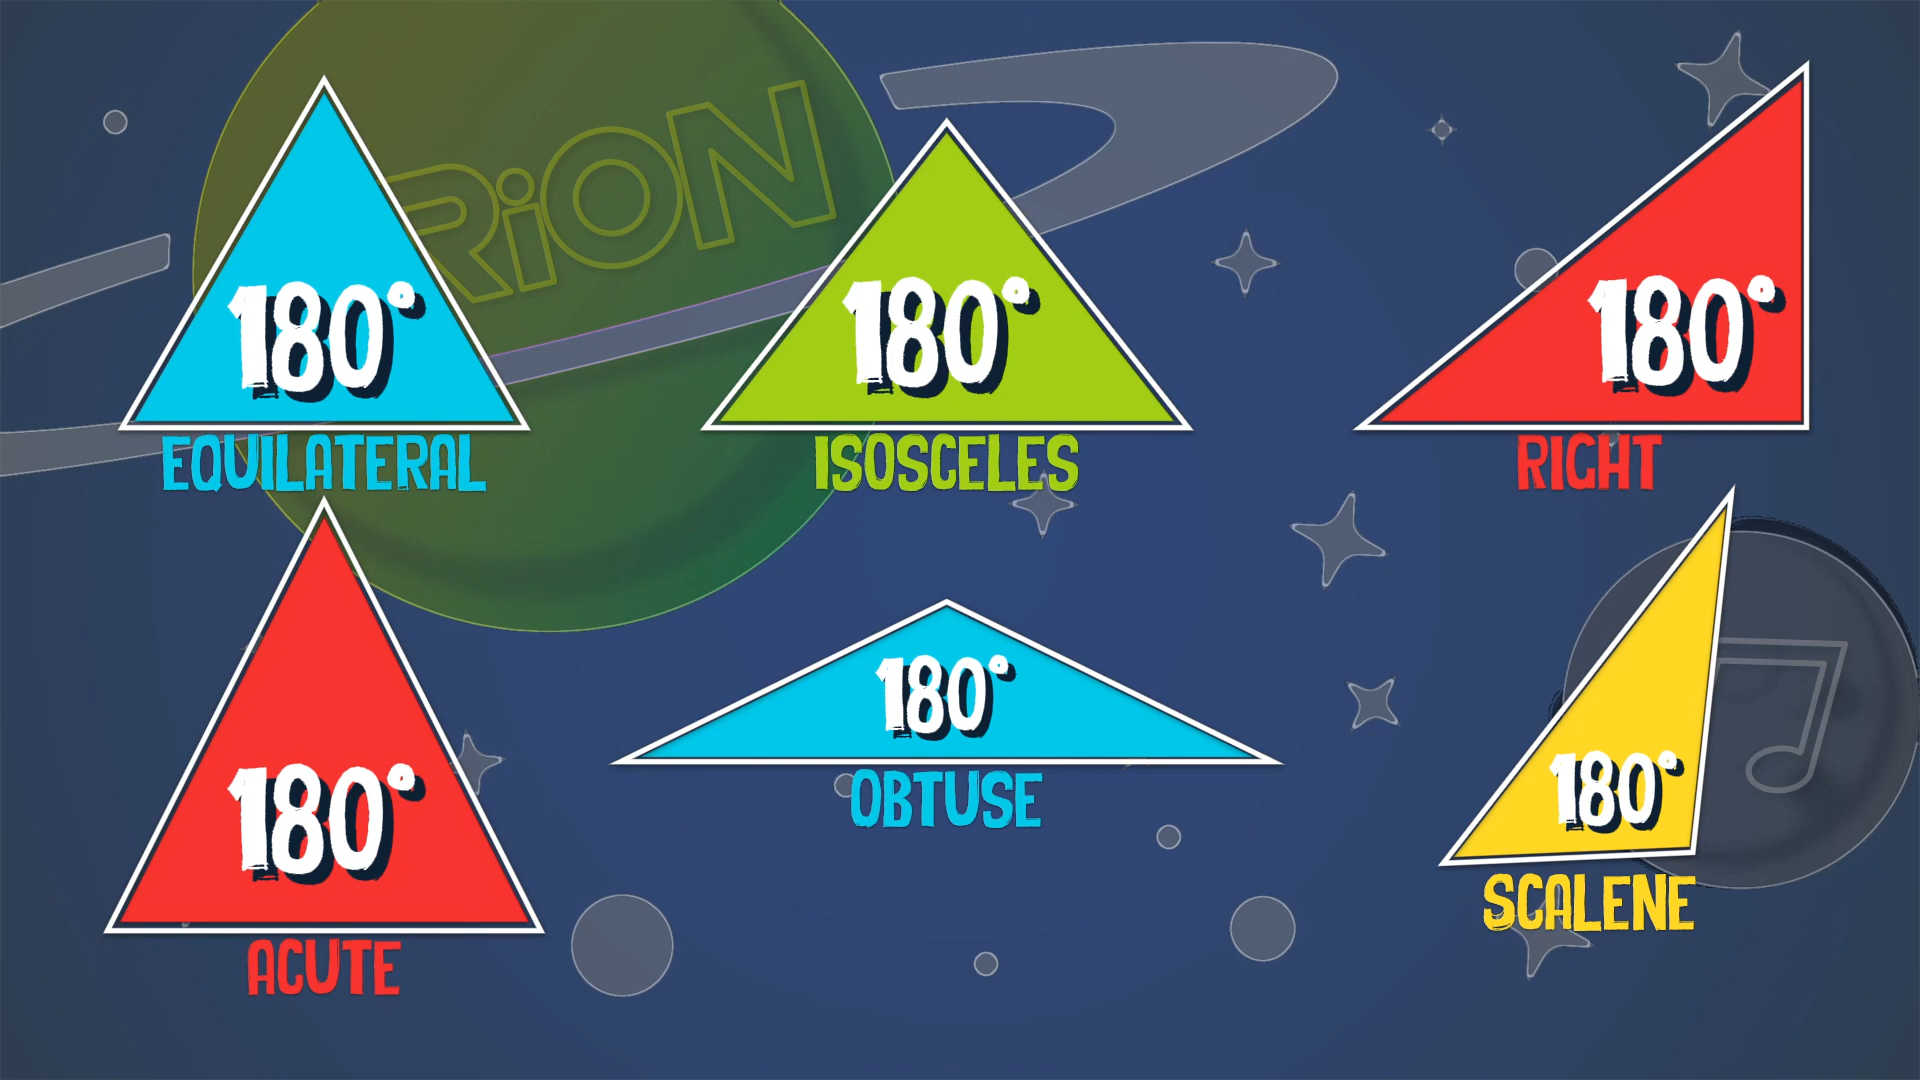 RiON
180°
180°
180°
EQUILATERAL
ISOSCELES
RIGHT
180°
180°
180°
ACUTE
OBTUSE
SCALENE